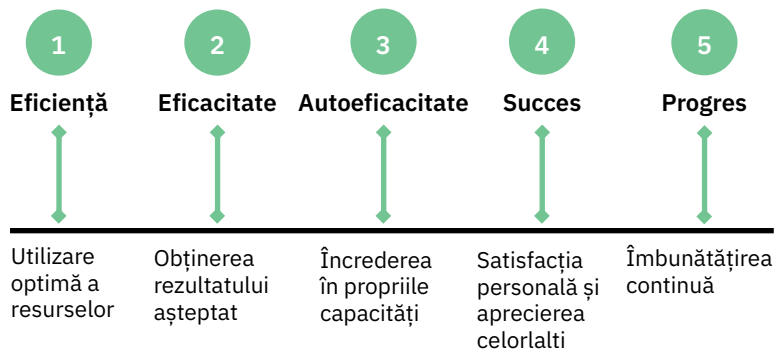 1
2
3
4
5
Eficiență
Eficacitate
Autoeficacitate
Succes
Progres
Utilizare
optimă a
resurselor
Obținerea
rezultatului
așteptat
Încrederea
în propriile
capacități
Satisfacția
personală și
aprecierea
celorlalti
Îmbunătățirea
continuă